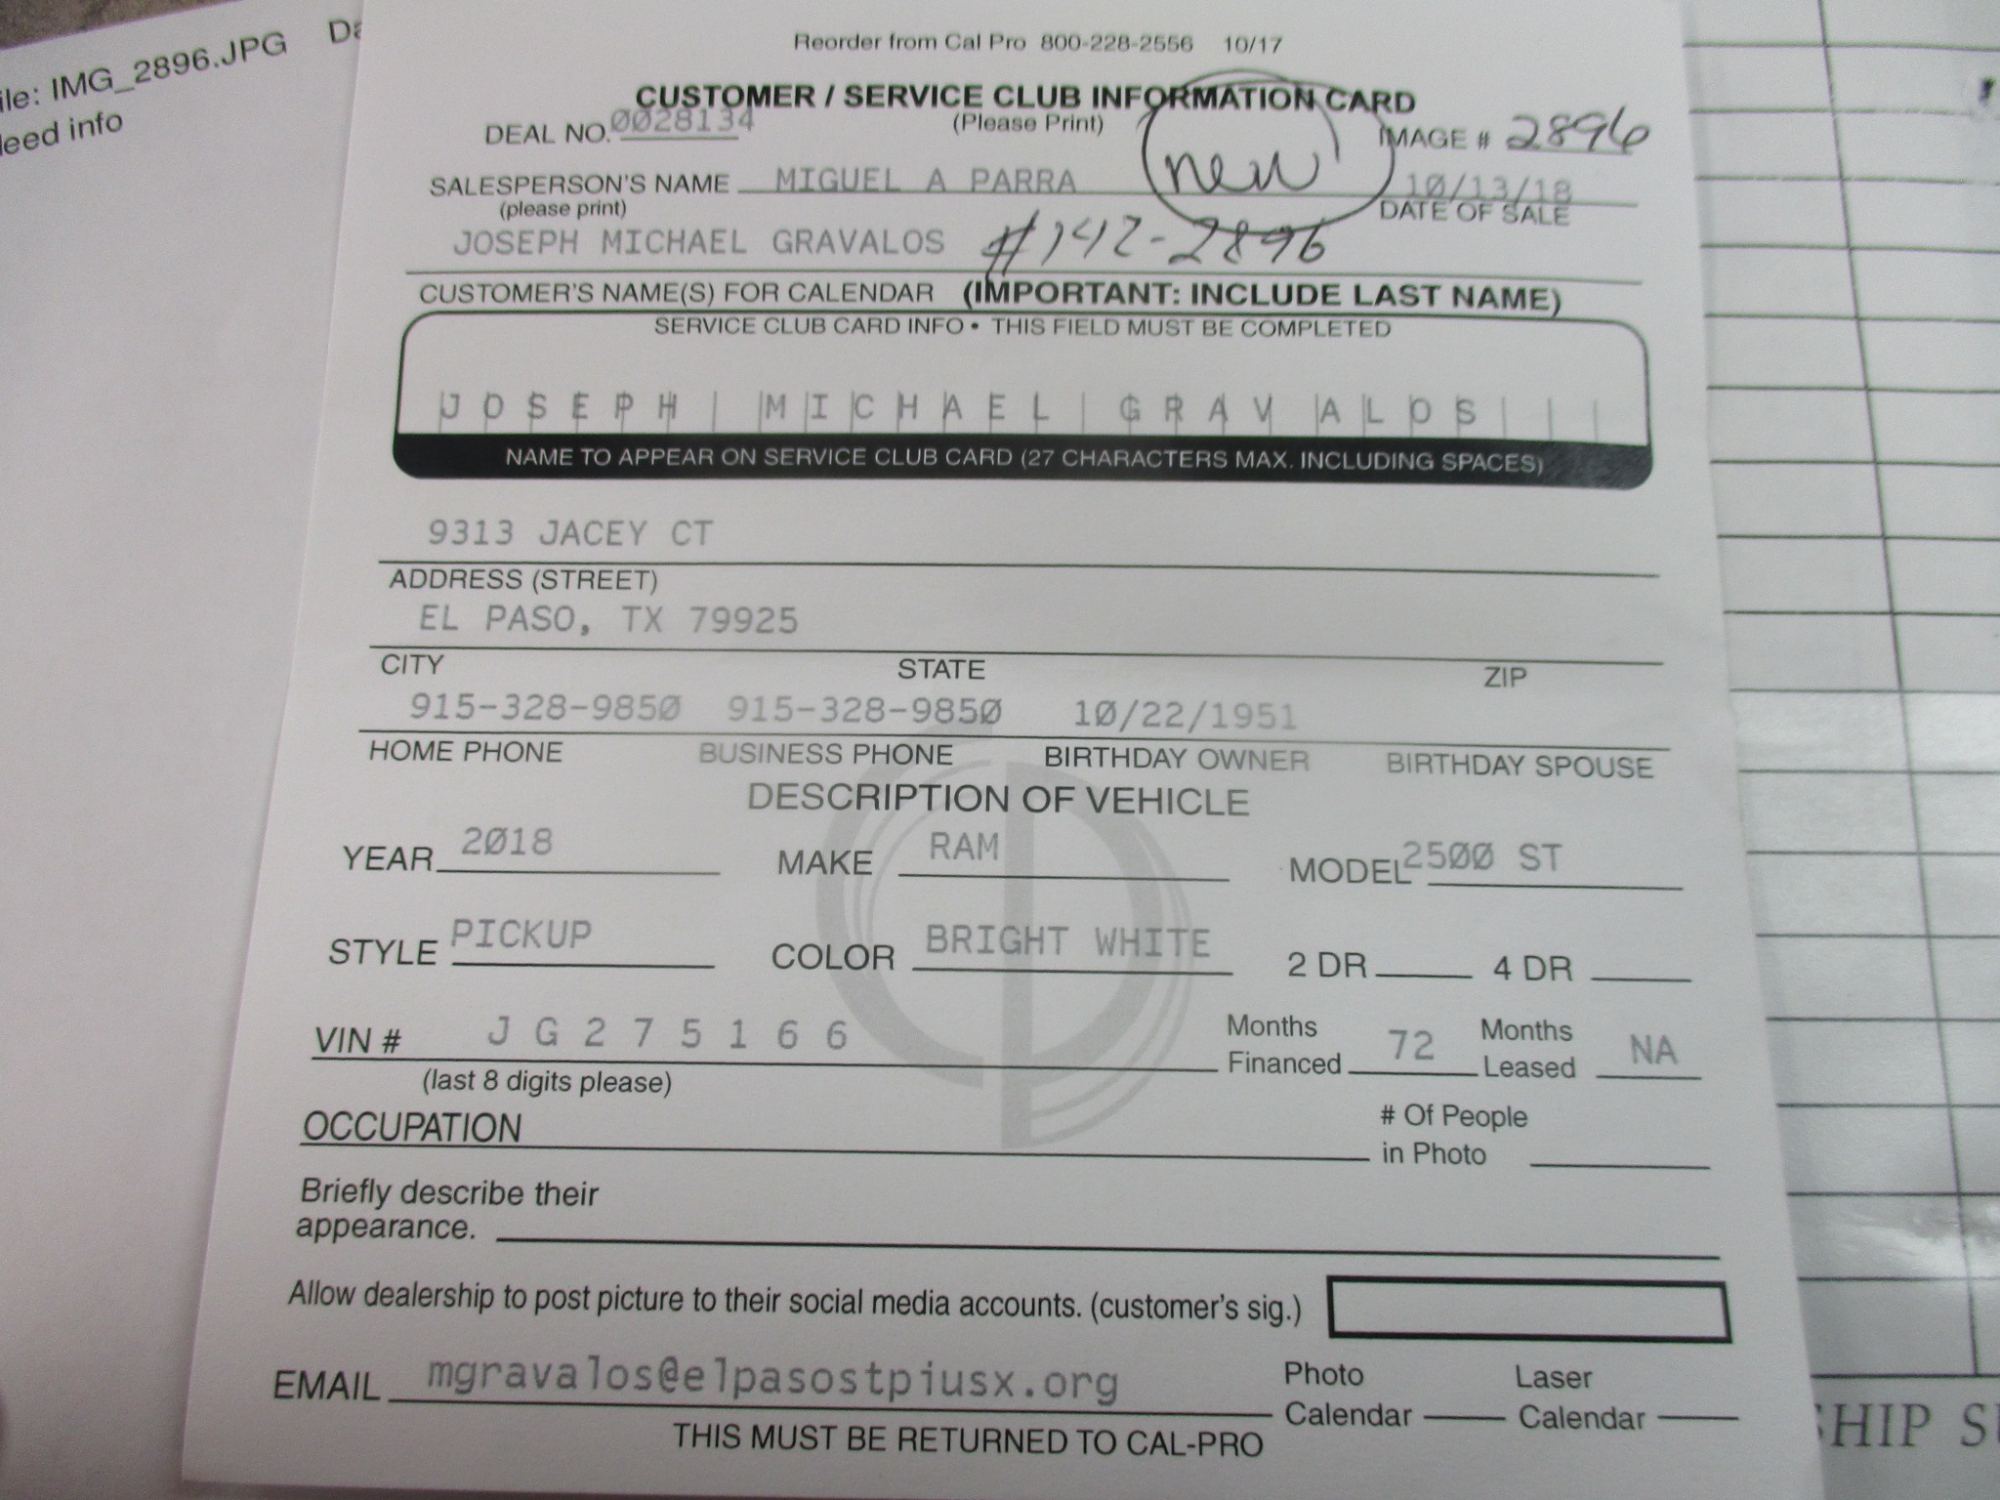 ile: IMG_2896.JPG
leed info
Reorder from Cal Pro 800-228-2556 10/17
CUSTOMER / SERVICE CLUB INFORMATION CARD
DEAL NO. 0028134 (Please Print) IMAGE # 2896
new
SALESPERSON'S NAME MIGUEL A PARRA 10/13/18
(please print) DATE OF SALE
JOSEPH MICHAEL GRAVALOS #142-2896
CUSTOMER'S NAME(S) FOR CALENDAR (IMPORTANT: INCLUDE LAST NAME)
SERVICE CLUB CARD INFO • THIS FIELD MUST BE COMPLETED
JOSEPH MICHAEL GRAVALOS
NAME TO APPEAR ON SERVICE CLUB CARD (27 CHARACTERS MAX. INCLUDING SPACES)
9313 JACEY CT
ADDRESS (STREET)
EL PASO, TX 79925
CITY STATE ZIP
915-328-9850 915-328-9850 10/22/1951
HOME PHONE BUSINESS PHONE BIRTHDAY OWNER BIRTHDAY SPOUSE
DESCRIPTION OF VEHICLE
YEAR 2018 MAKE RAM MODEL 2500 ST
STYLE PICKUP COLOR BRIGHT WHITE 2 DR 4 DR
VIN # JG275166 Months Financed 72 Months Leased NA
(last 8 digits please)
OCCUPATION # Of People in Photo
Briefly describe their
appearance.
Allow dealership to post picture to their social media accounts. (customer's sig.)
EMAIL mgravalos@elpasostpiusx.org Photo Calendar Laser Calendar
THIS MUST BE RETURNED TO CAL-PRO